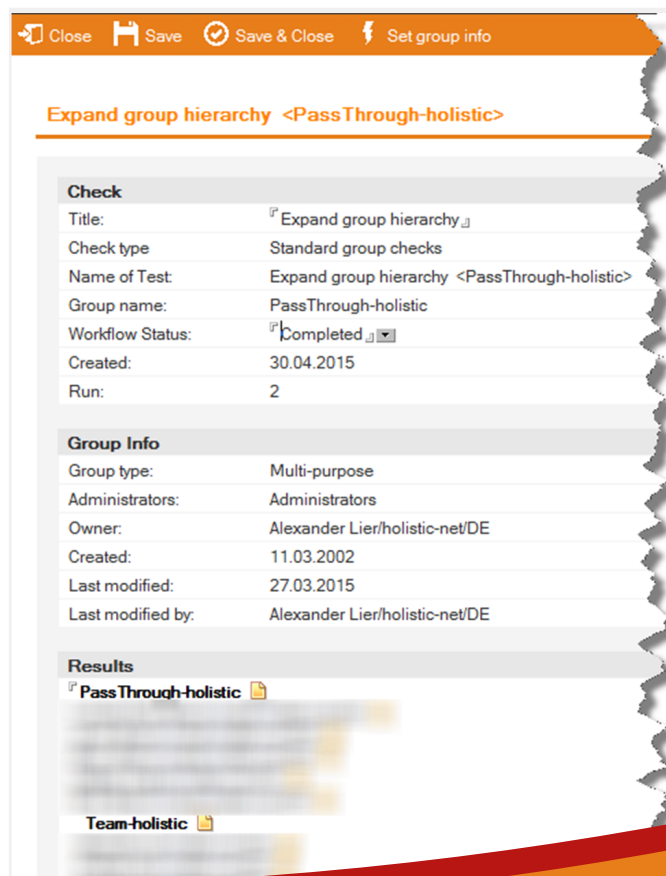 Close Save Save & Close Set group info
Expand group hierarchy <PassThrough-holistic>
Check
Title: Expand group hierarchy
Check type Standard group checks
Name of Test: Expand group hierarchy <PassThrough-holistic>
Group name: PassThrough-holistic
Workflow Status: Completed
Created: 30.04.2015
Run: 2
Group Info
Group type: Multi-purpose
Administrators: Administrators
Owner: Alexander Lier/holistic-net/DE
Created: 11.03.2002
Last modified: 27.03.2015
Last modified by: Alexander Lier/holistic-net/DE
Results
PassThrough-holistic
Team-holistic